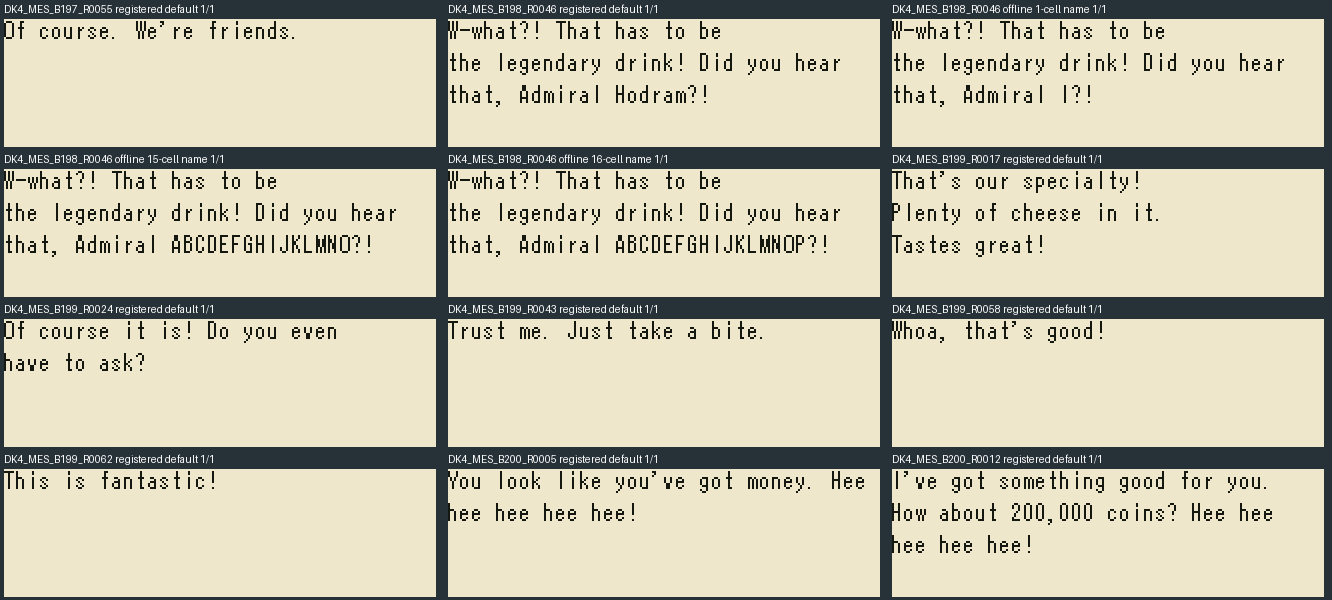 DK4_MES_B197_R0055 registered default 1/1
Of course. We're friends.
DK4_MES_B198_R0046 registered default 1/1
W-what?! That has to be
the legendary drink! Did you hear
that, Admiral Hodram?!
DK4_MES_B198_R0046 offline 1-cell name 1/1
W-what?! That has to be
the legendary drink! Did you hear
that, Admiral I?!
DK4_MES_B198_R0046 offline 15-cell name 1/1
W-what?! That has to be
the legendary drink! Did you hear
that, Admiral ABCDEFGHIJKLMNO?!
DK4_MES_B198_R0046 offline 16-cell name 1/1
W-what?! That has to be
the legendary drink! Did you hear
that, Admiral ABCDEFGHIJKLMNOP?!
DK4_MES_B199_R0017 registered default 1/1
That's our specialty!
Plenty of cheese in it.
Tastes great!
DK4_MES_B199_R0024 registered default 1/1
Of course it is! Do you even
have to ask?
DK4_MES_B199_R0043 registered default 1/1
Trust me. Just take a bite.
DK4_MES_B199_R0058 registered default 1/1
Whoa, that's good!
DK4_MES_B199_R0062 registered default 1/1
This is fantastic!
DK4_MES_B200_R0005 registered default 1/1
You look like you've got money. Hee
hee hee hee hee!
DK4_MES_B200_R0012 registered default 1/1
I've got something good for you.
How about 200,000 coins? Hee hee
hee hee hee!